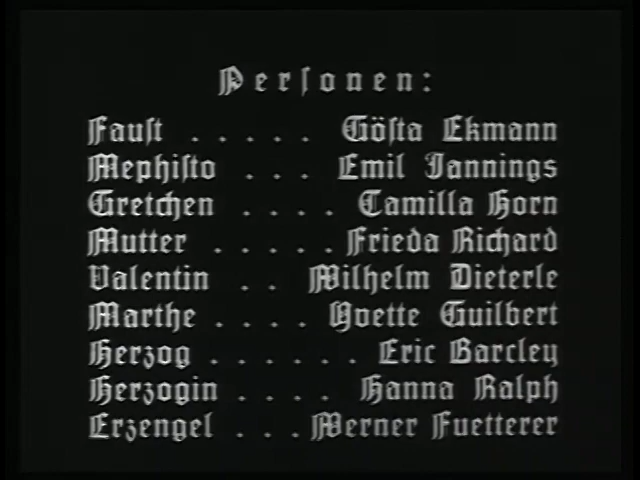 Perſonen:
Fauſt . . . . . Göſta Ekmann
Mephiſto . . . Emil Jannings
Gretchen . . . . Camilla Horn
Mutter . . . . . Frieda Richard
Valentin . . Wilhelm Dieterle
Marthe . . . . Yvette Guilbert
Herzog . . . . . . Eric Barcley
Herzogin . . . . Hanna Ralph
Erzengel . . . Werner Fuetterer